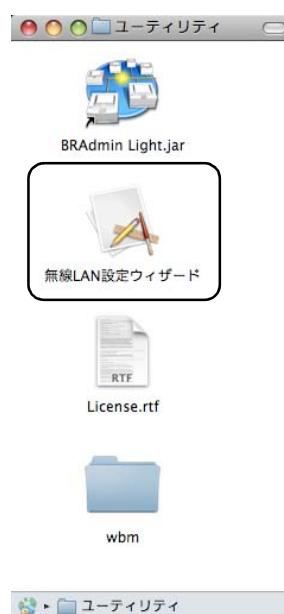 ユーティリティ
BRAdmin Light.jar
無線LAN設定ウィザード
RTF
License.rtf
wbm
ユーティリティ